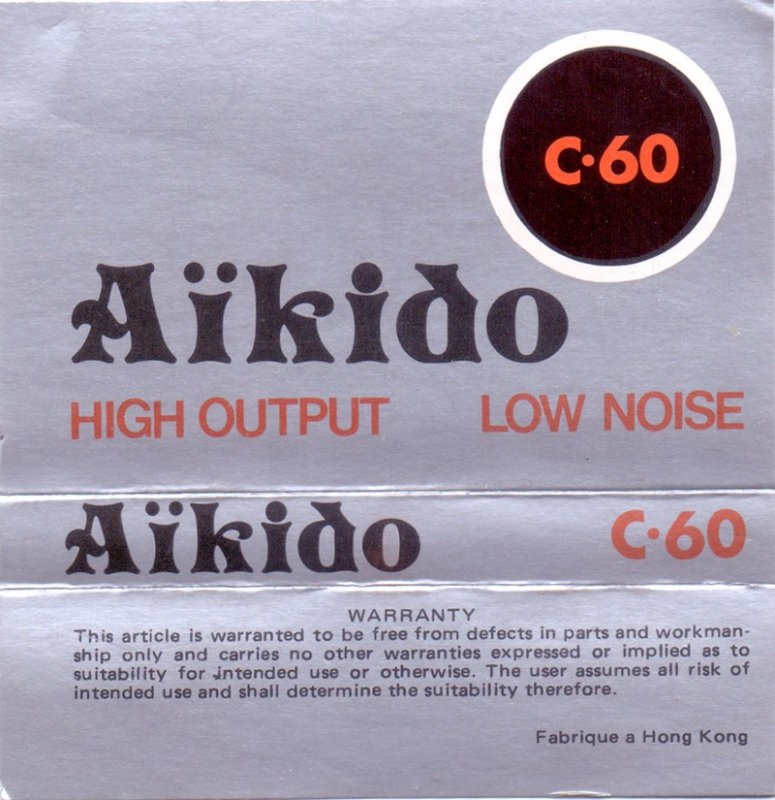 C·60
Aïkido
HIGH OUTPUT LOW NOISE
Aïkido C·60
WARRANTY
This article is warranted to be free from defects in parts and workman-
ship only and carries no other warranties expressed or implied as to
suitability for intended use or otherwise. The user assumes all risk of
intended use and shall determine the suitability therefore.
Fabrique a Hong Kong